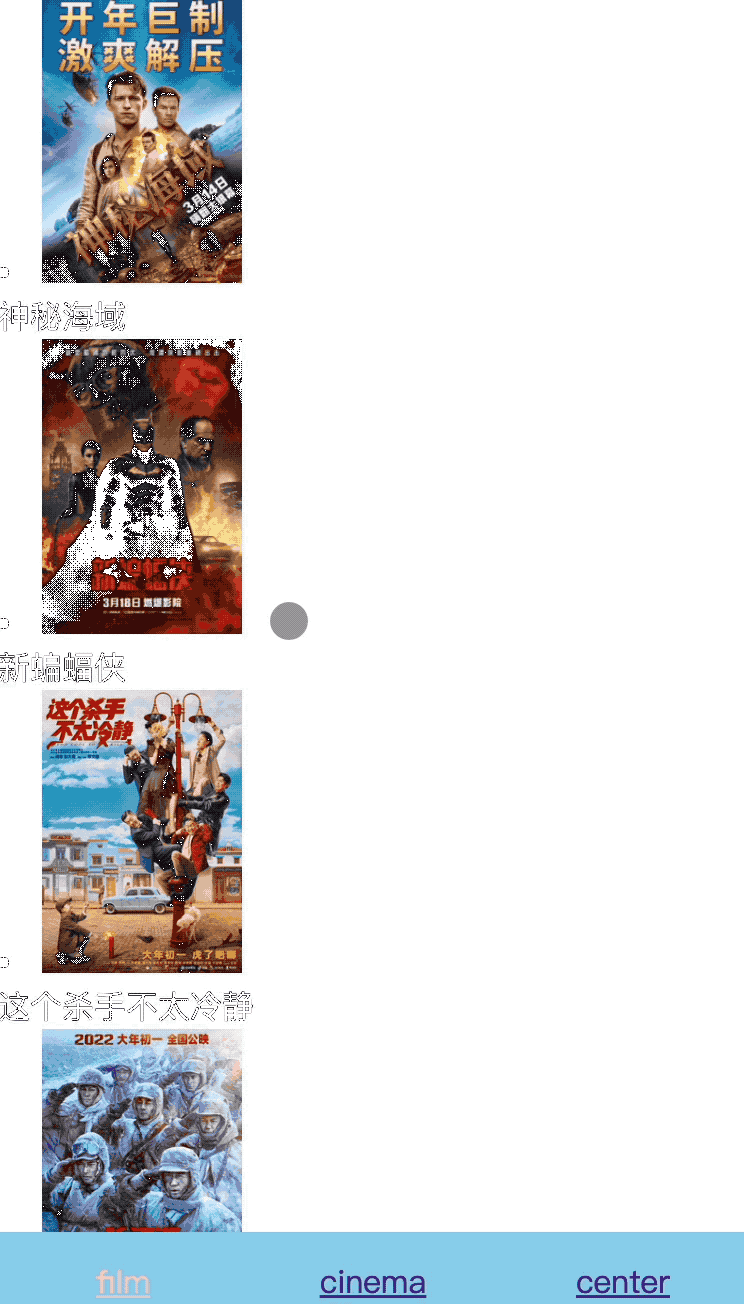 开年巨制
激爽解压
神秘海域
3月14日
神秘海域
新蝙蝠侠
3月18日 燃爆影院
新蝙蝠侠
这个杀手
不太冷静
大年初一 虎了吧唧
这个杀手不太冷静
2022 大年初一 全国公映
film
cinema
center